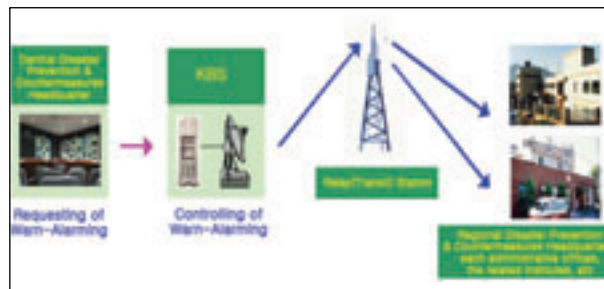 Central Disaster
Prevention &
Countermeasures
Headquarter
KBS
Relay(TransO) Station
Requesting of
Warn-Alarming
Controlling of
Warn-Alarming
Regional Disaster Prevention
& Countermeasures Headquarter
each administrative offices,
the related institutes, etc